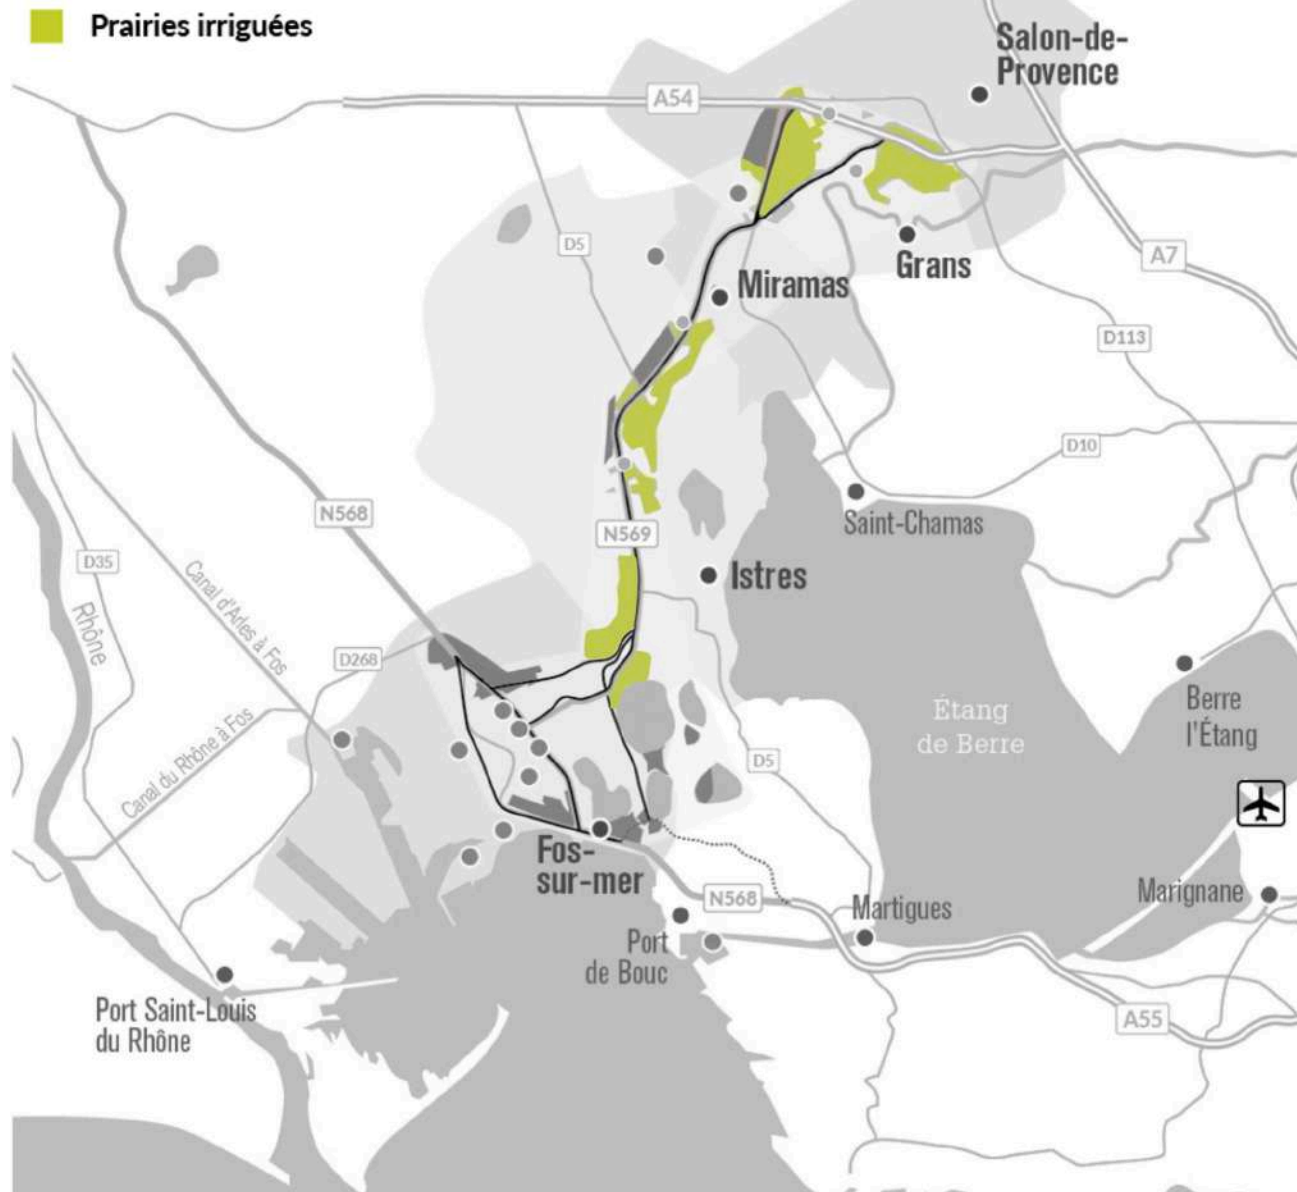 Prairies irriguées
Salon-de-
Provence
A54
A7
D5
Grans
Miramas
D113
D10
N568
Saint-Chamas
N569
D35
Istres
Canal d'Arles à Fos
Rhône
D268
Berre
l'Étang
Étang
de Berre
Canal du Rhône à Fos
D5
Fos-
sur-mer
N568
Martigues
Marignane
Port
de Bouc
Port Saint-Louis
du Rhône
A55